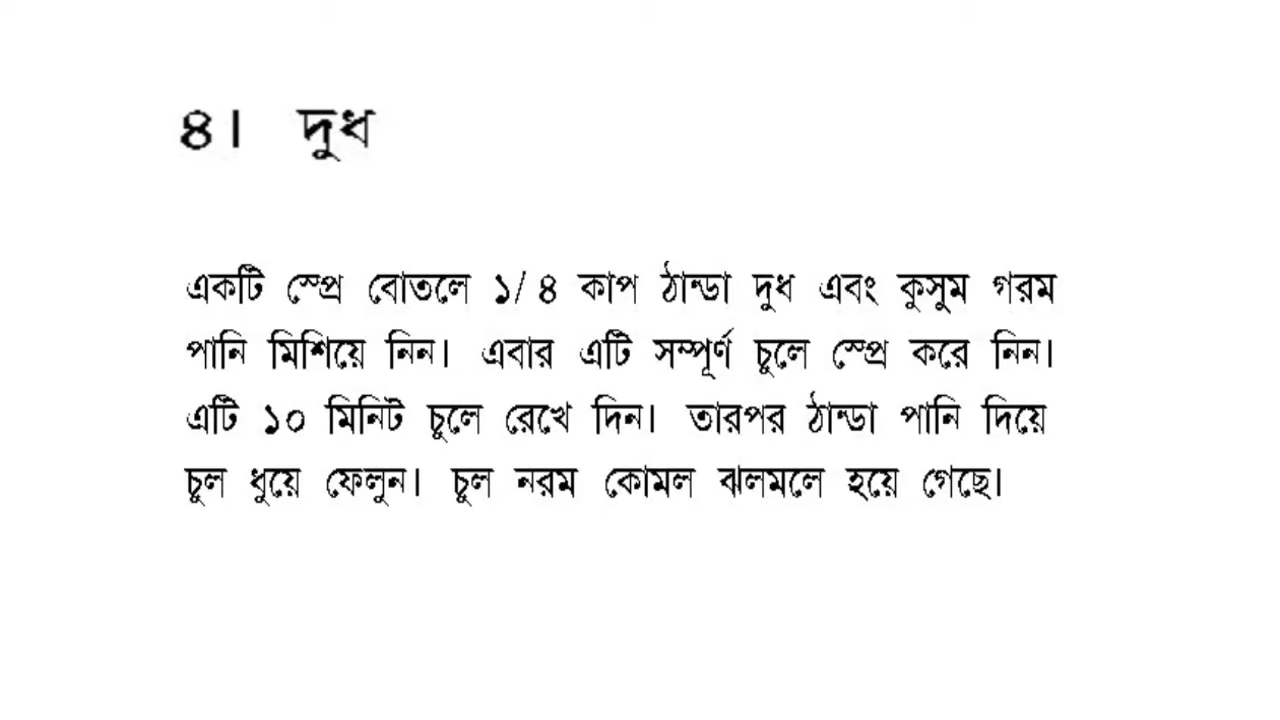 ৪। দুধ
একটি স্প্রে বোতলে ১/৪ কাপ ঠান্ডা দুধ এবং কুসুম গরম
পানি মিশিয়ে নিন। এবার এটি সম্পূর্ণ চুলে স্প্রে করে নিন।
এটি ১০ মিনিট চুলে রেখে দিন। তারপর ঠান্ডা পানি দিয়ে
চুল ধুয়ে ফেলুন। চুল নরম কোমল ঝলমলে হয়ে গেছে।